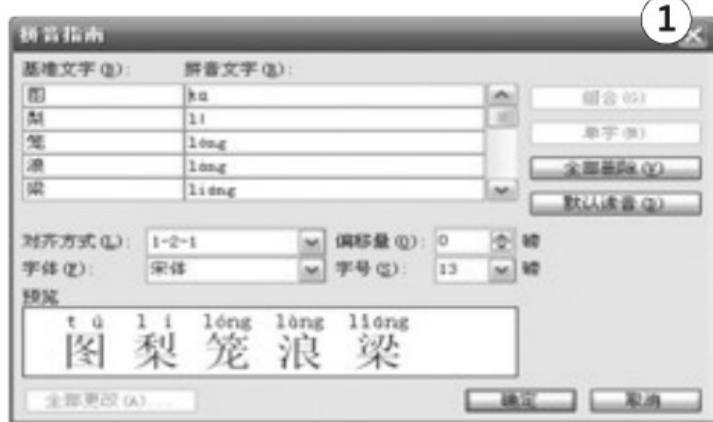 1
拼音指南
基准文字(B): 拼音文字(R):
图 tú 组合(G)
梨 lí 单字(M)
笼 lóng
浪 làng 全部删除(V)
梁 liáng 默认读音(D)
对齐方式(L): 1-2-1 偏移量(O): 0 磅
字体(F): 宋体 字号(S): 13 磅
预览
tú lí lóng làng liáng
图 梨 笼 浪 梁
全部更改(A)... 确定 取消